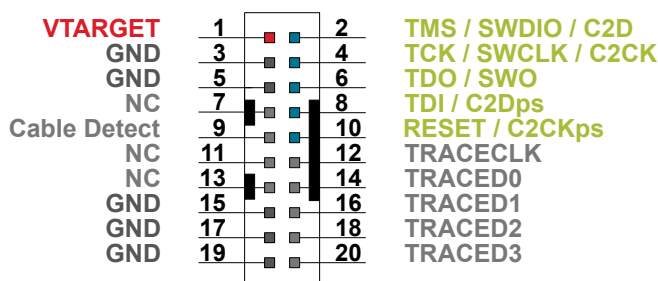 VTARGET 1 2 TMS / SWDIO / C2D
GND 3 4 TCK / SWCLK / C2CK
GND 5 6 TDO / SWO
NC 7 8 TDI / C2Dps
Cable Detect 9 10 RESET / C2CKps
NC 11 12 TRACECLK
NC 13 14 TRACED0
GND 15 16 TRACED1
GND 17 18 TRACED2
GND 19 20 TRACED3